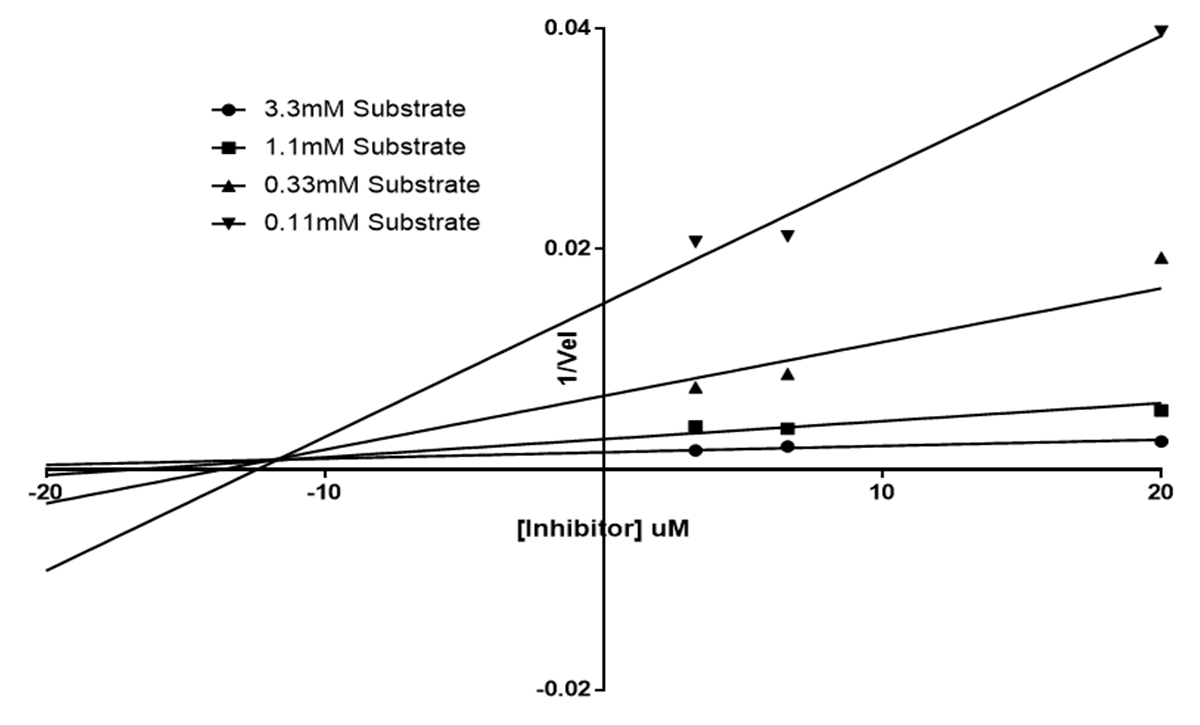 0.04
3.3mM Substrate
1.1mM Substrate
0.33mM Substrate
0.11mM Substrate
0.02
1/Vel
-20
-10
10
20
[Inhibitor] uM
-0.02